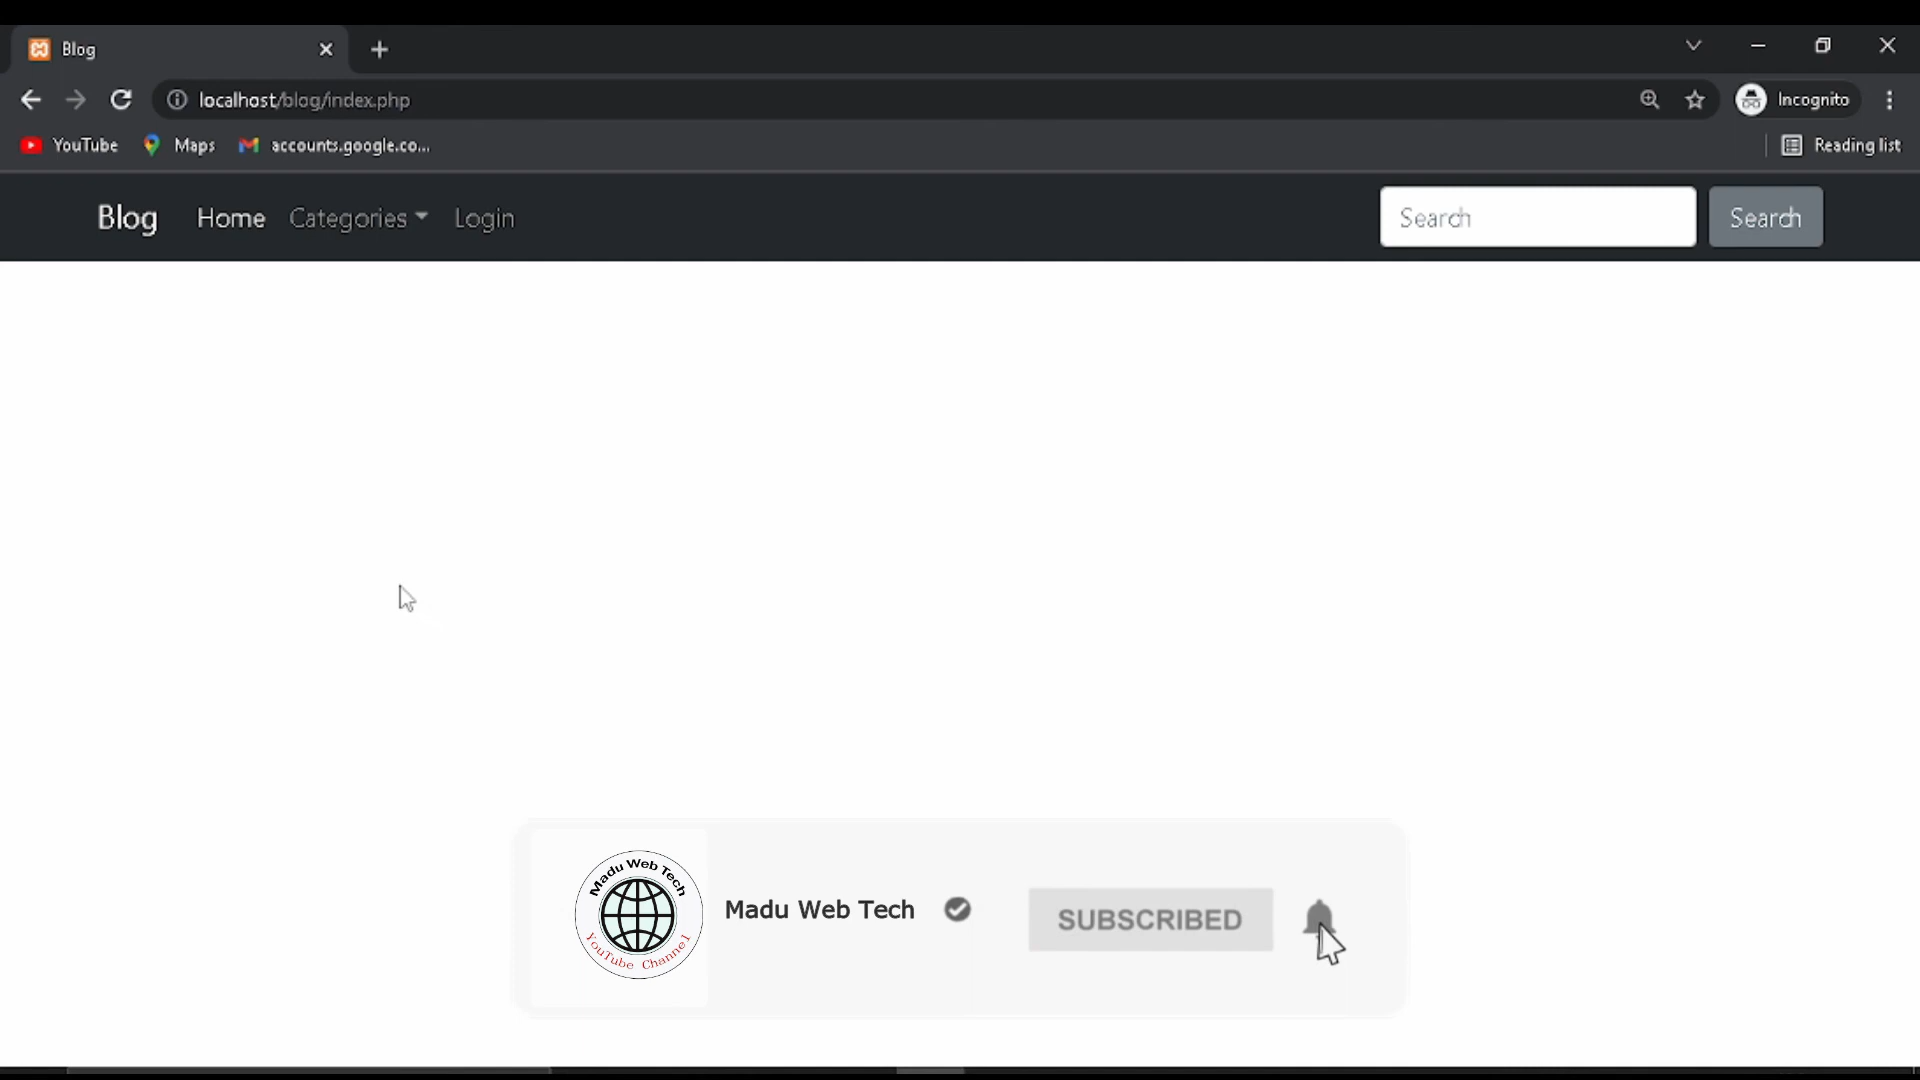 Blog
localhost/blog/index.php
Incognito
YouTube Maps accounts.google.co...
Reading list
Blog Home Categories Login
Search Search
Madu Web Tech
YouTube Channel
Madu Web Tech
SUBSCRIBED